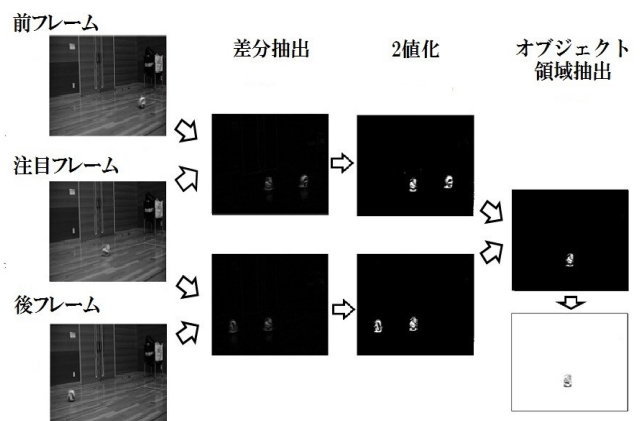 前フレーム
差分抽出
2値化
オブジェクト
領域抽出
注目フレーム
後フレーム